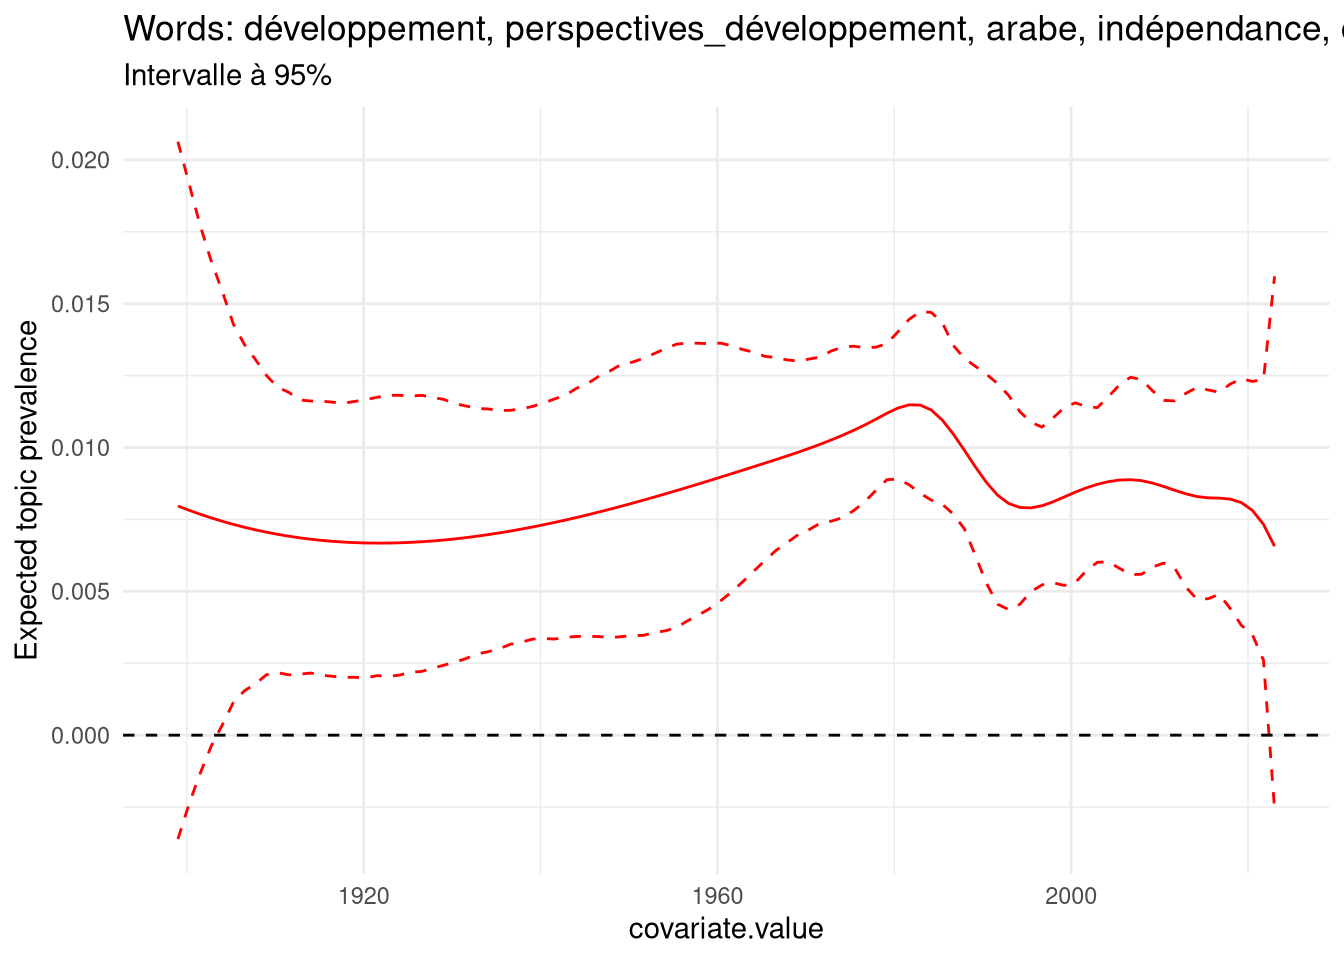 Words: développement, perspectives_développement, arabe, indépendance,
Intervalle à 95%
0.020
0.015
0.010
0.005
0.000
Expected topic prevalence
1920 1960 2000
covariate.value